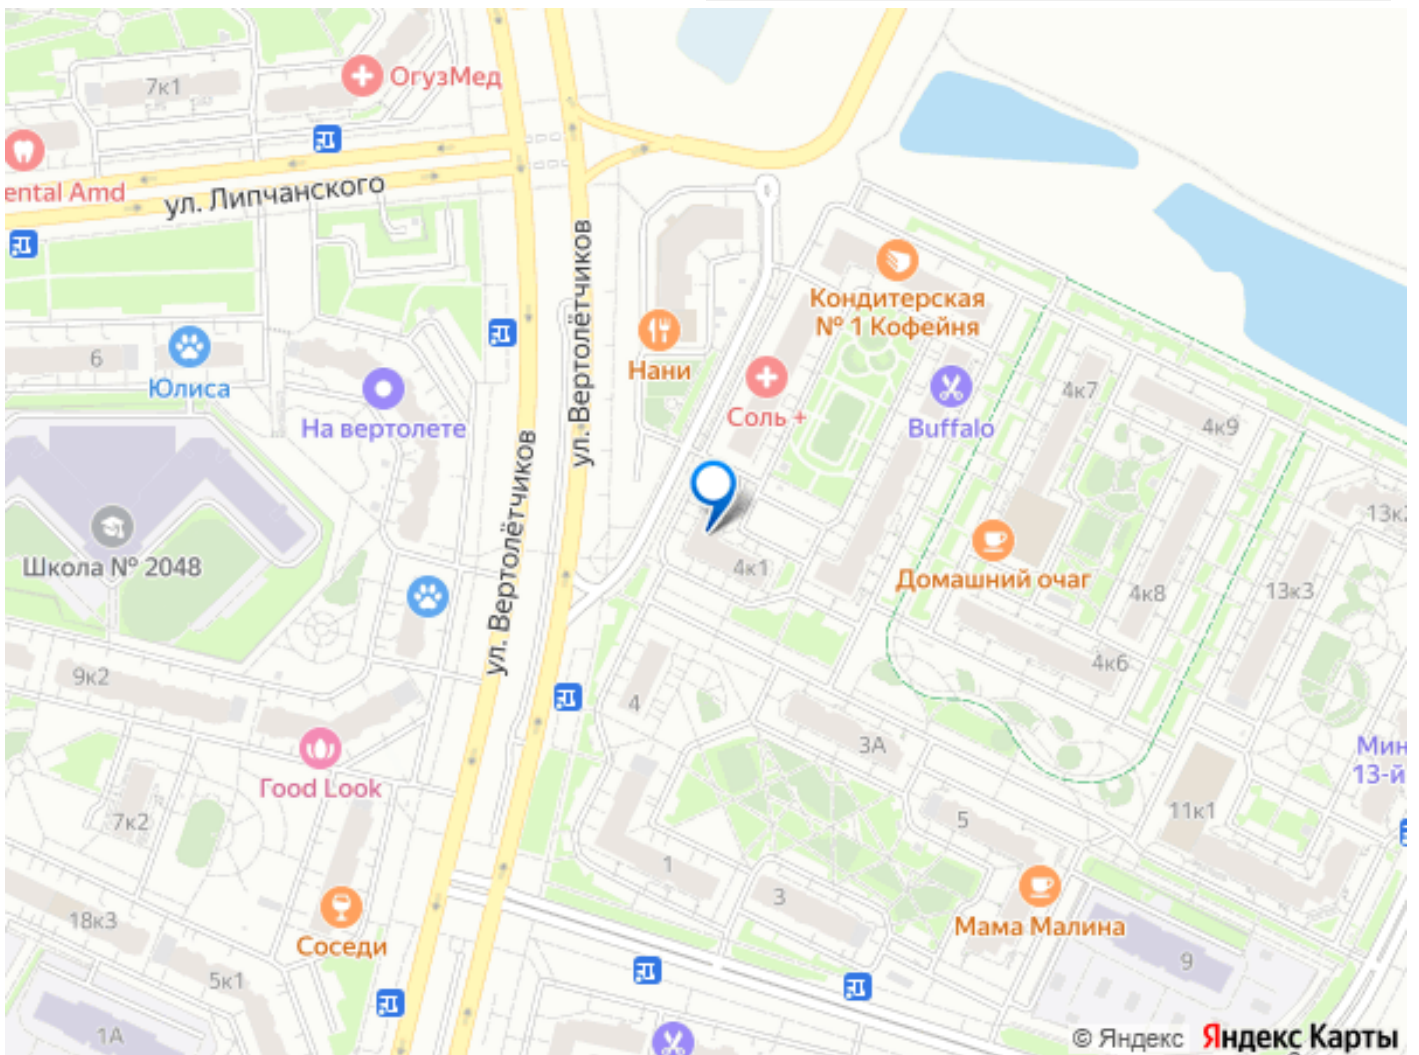 7к1
ОгузМед
ental Amd
ул. Липчанского
ул. Вертолётчиков
ул. Вертолётчиков
Кондитерская
№ 1 Кофейня
6
Юлиса
Нани
На вертолете
Соль +
Buffalo
4к7
4к9
13к2
Школа № 2048
4к1
Домашний очаг
4к8
13к3
9к2
4
4к6
3А
Мин
13-й
Food Look
7к2
5
11к1
1
3
18к3
Соседи
Мама Малина
9
5к1
1А
© Яндекс Яндекс Карты